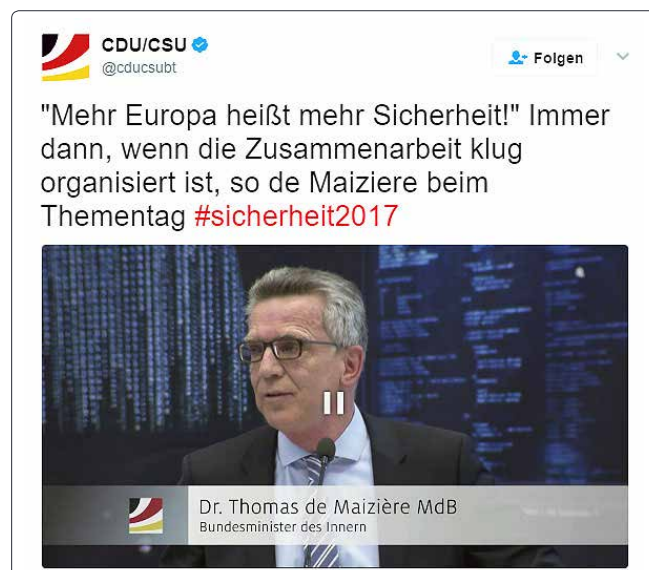 CDU/CSU
@cducsubt
Folgen
"Mehr Europa heißt mehr Sicherheit!" Immer
dann, wenn die Zusammenarbeit klug
organisiert ist, so de Maiziere beim
Thementag #sicherheit2017
Dr. Thomas de Maizière MdB
Bundesminister des Innern